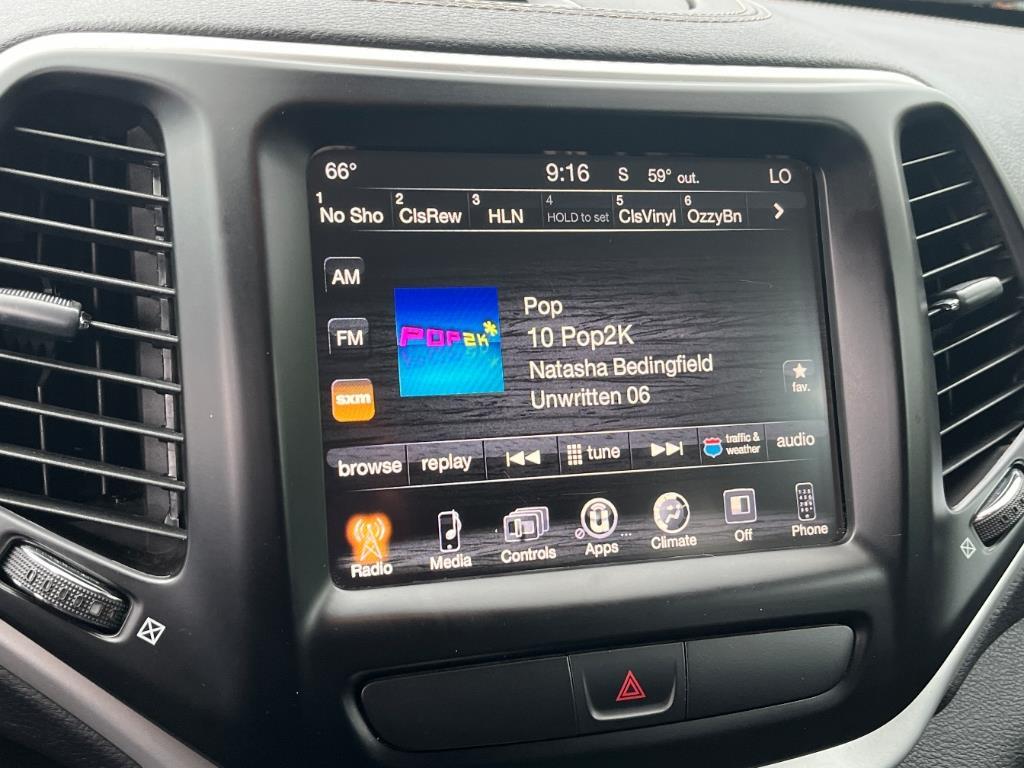 66° 9:16 S 59° out. LO
1 No Sho 2 ClsRew 3 HLN 4 HOLD to set 5 ClsVinyl 6 OzzyBn
AM
FM
sxm
POP2K*
Pop
10 Pop2K
Natasha Bedingfield
Unwritten 06
fav.
browse replay tune traffic & weather audio
Radio Media Controls Apps Climate Off Phone